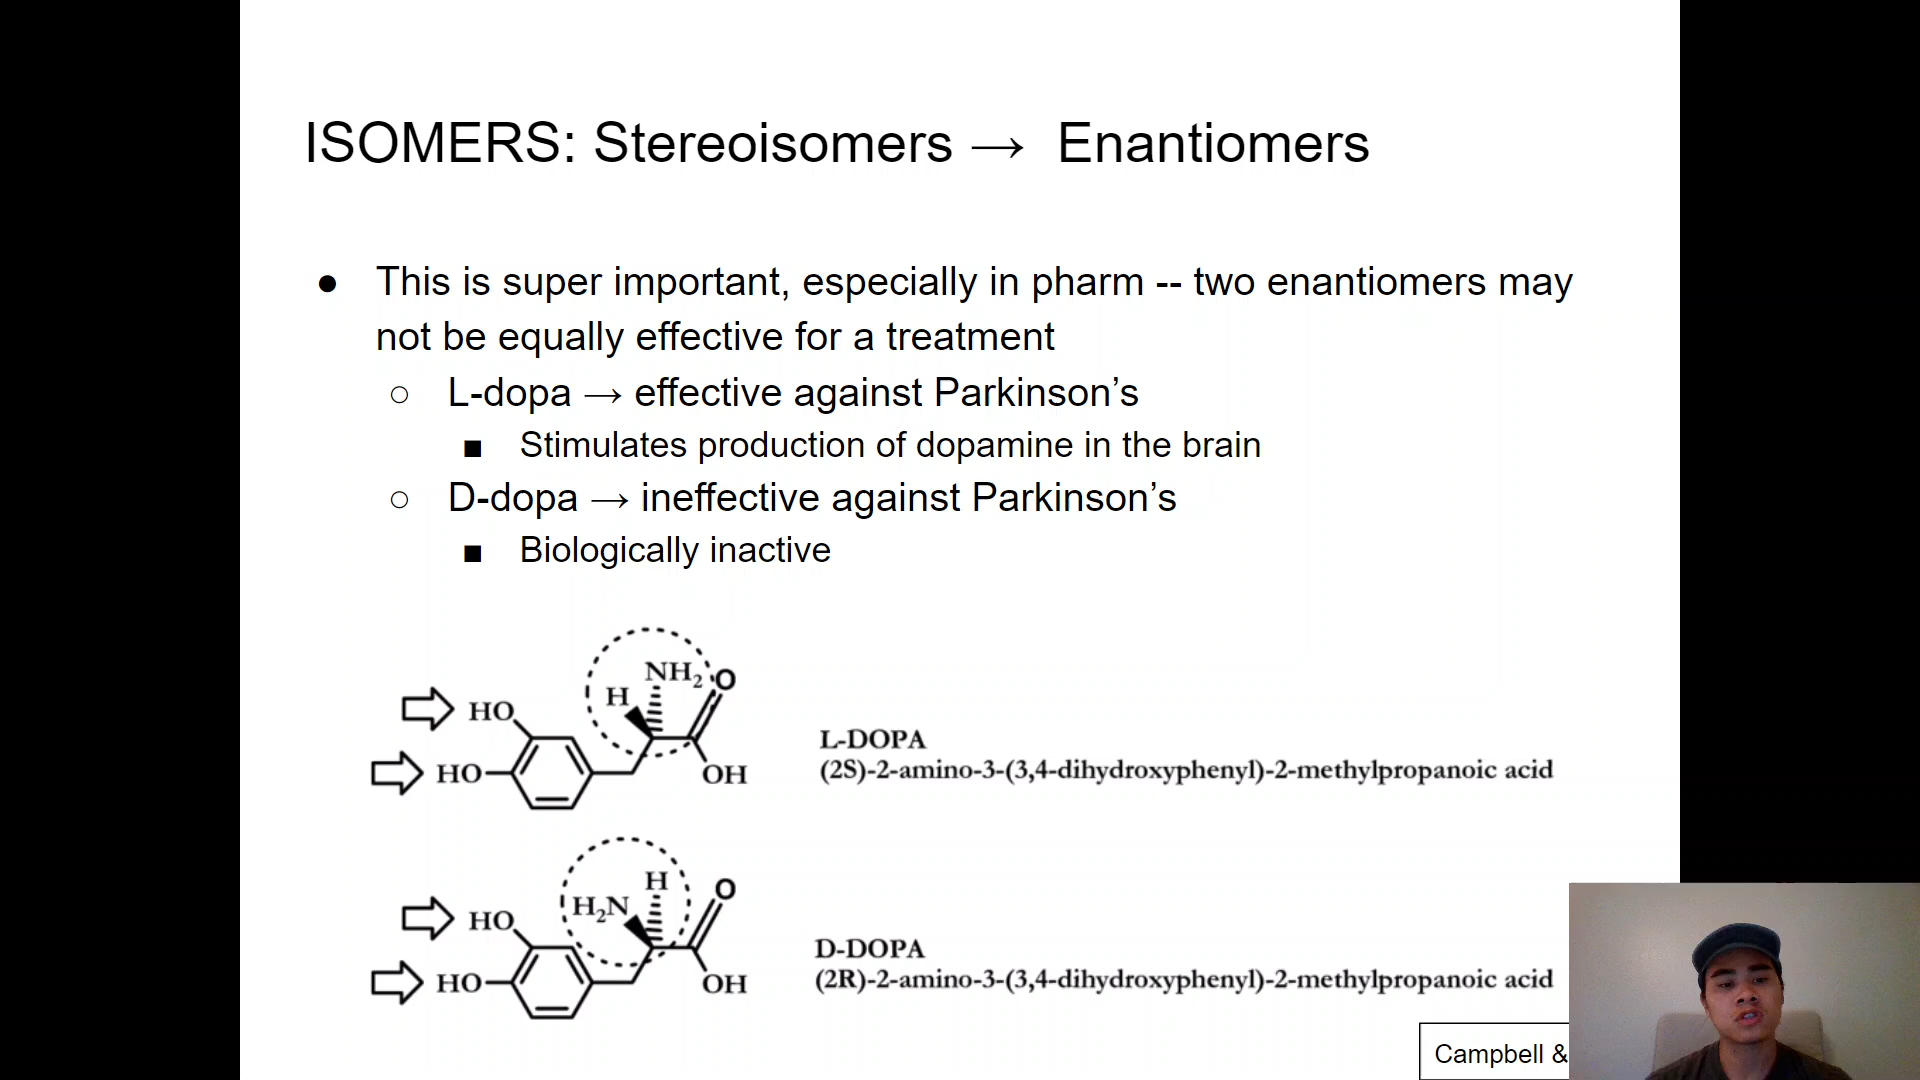 ISOMERS: Stereoisomers → Enantiomers
● This is super important, especially in pharm -- two enantiomers may
not be equally effective for a treatment
○ L-dopa → effective against Parkinson’s
■ Stimulates production of dopamine in the brain
○ D-dopa → ineffective against Parkinson’s
■ Biologically inactive
NH₂
O
H
HO
HO
OH
L-DOPA
(2S)-2-amino-3-(3,4-dihydroxyphenyl)-2-methylpropanoic acid
H
O
H₂N
HO
HO
OH
D-DOPA
(2R)-2-amino-3-(3,4-dihydroxyphenyl)-2-methylpropanoic acid
Campbell &